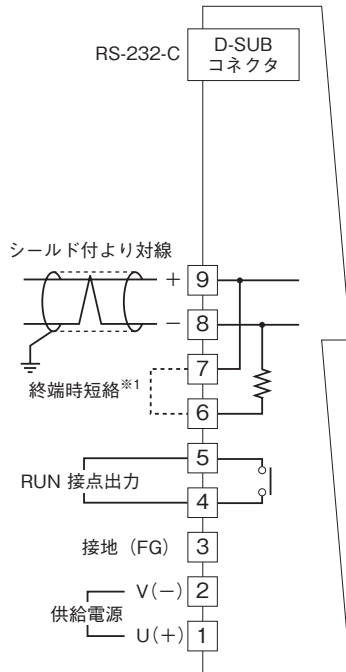 RS-232-C
D-SUB
コネクタ
シールド付より対線
+ 9
− 8
7
終端時短絡※1
6
5
RUN 接点出力
4
接地（FG） 3
V（−） 2
供給電源
U（+） 1